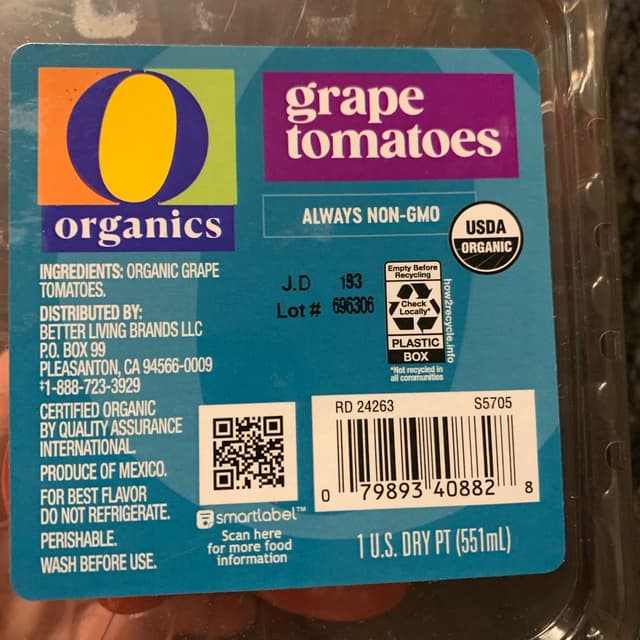 O
organics
grape
tomatoes
ALWAYS NON-GMO
USDA
ORGANIC
INGREDIENTS: ORGANIC GRAPE
TOMATOES.
DISTRIBUTED BY:
BETTER LIVING BRANDS LLC
P.O. BOX 99
PLEASANTON, CA 94566-0009
‡1-888-723-3929
CERTIFIED ORGANIC
BY QUALITY ASSURANCE
INTERNATIONAL.
PRODUCE OF MEXICO.
FOR BEST FLAVOR
DO NOT REFRIGERATE.
PERISHABLE.
WASH BEFORE USE.
J.D 193
Lot # 696306
Empty Before
Recycling
Check
Locally*
PLASTIC
BOX
*Not recycled in
all communities
how2recycle.info
smartlabel™
Scan here
for more food
information
RD 24263 S5705
0 79893 40882 8
1 U.S. DRY PT (551mL)